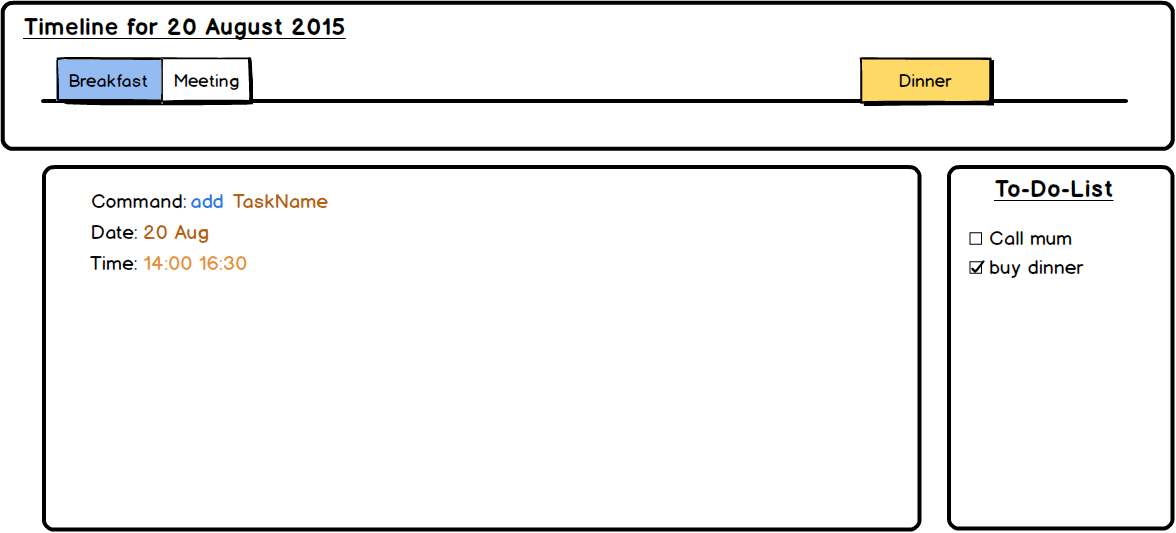 Timeline for 20 August 2015
Breakfast Meeting Dinner
Command: add TaskName
Date: 20 Aug
Time: 14:00 16:30
To-Do-List
Call mum
buy dinner